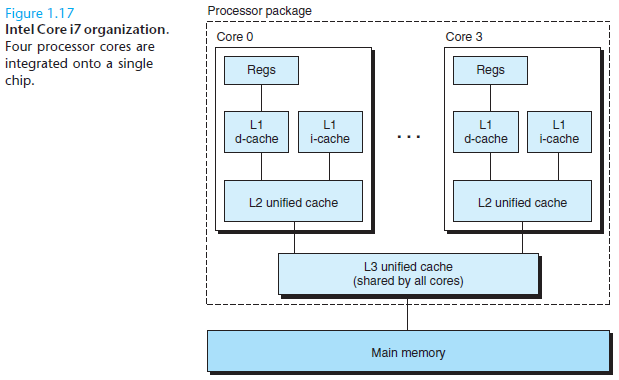 Figure 1.17
Intel Core i7 organization.
Four processor cores are
integrated onto a single
chip.
Processor package
Core 0
Core 3
Regs
Regs
L1
d-cache
L1
i-cache
. . .
L1
d-cache
L1
i-cache
L2 unified cache
L2 unified cache
L3 unified cache
(shared by all cores)
Main memory